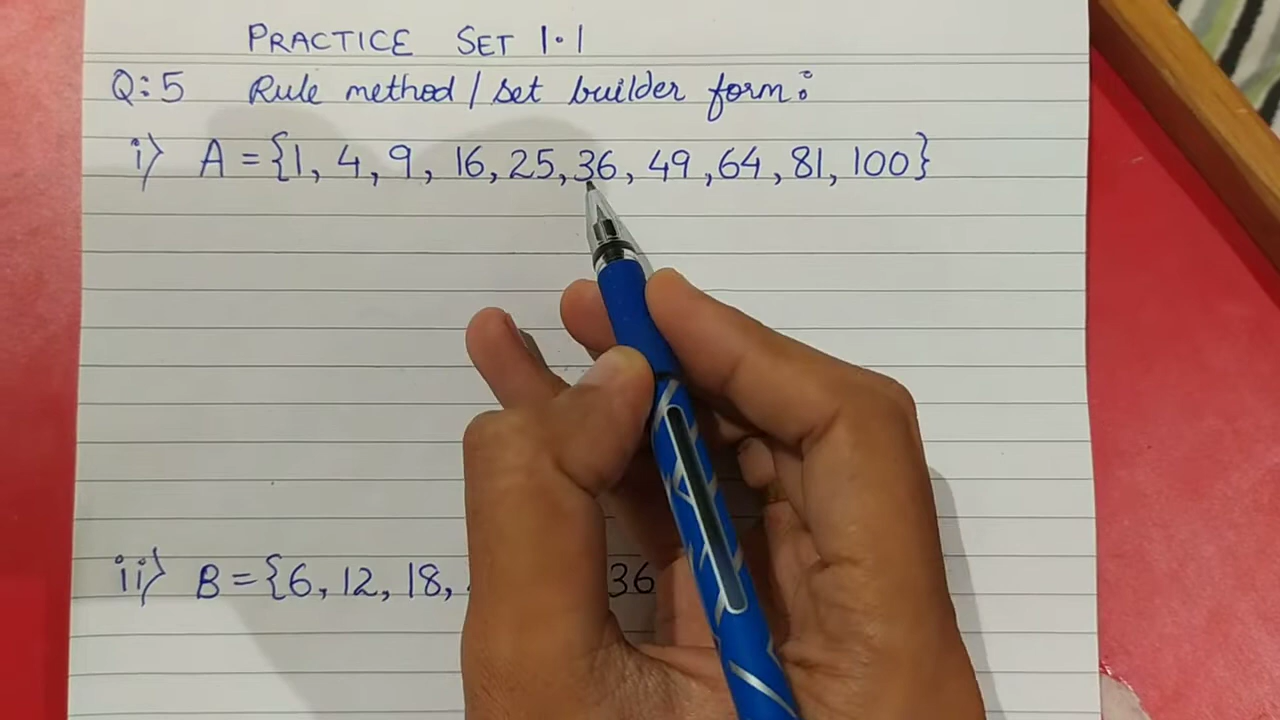 PRACTICE SET 1.1
Q:5 Rule method / set builder form:
i) A = {1, 4, 9, 16, 25, 36, 49, 64, 81, 100}
ii) B = {6, 12, 18, 36